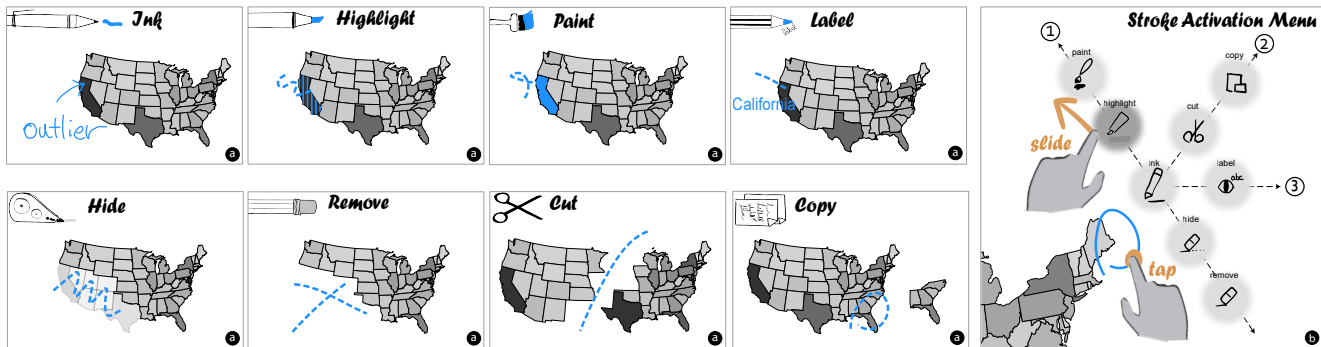 Ink
Outlier
a
Highlight
a
Paint
a
Label
Label
California
a
Hide
a
Remove
a
Cut
a
Copy
a
Stroke Activation Menu
①
②
paint
copy
highlight
cut
slide
ink
label
abc
③
hide
tap
remove
b